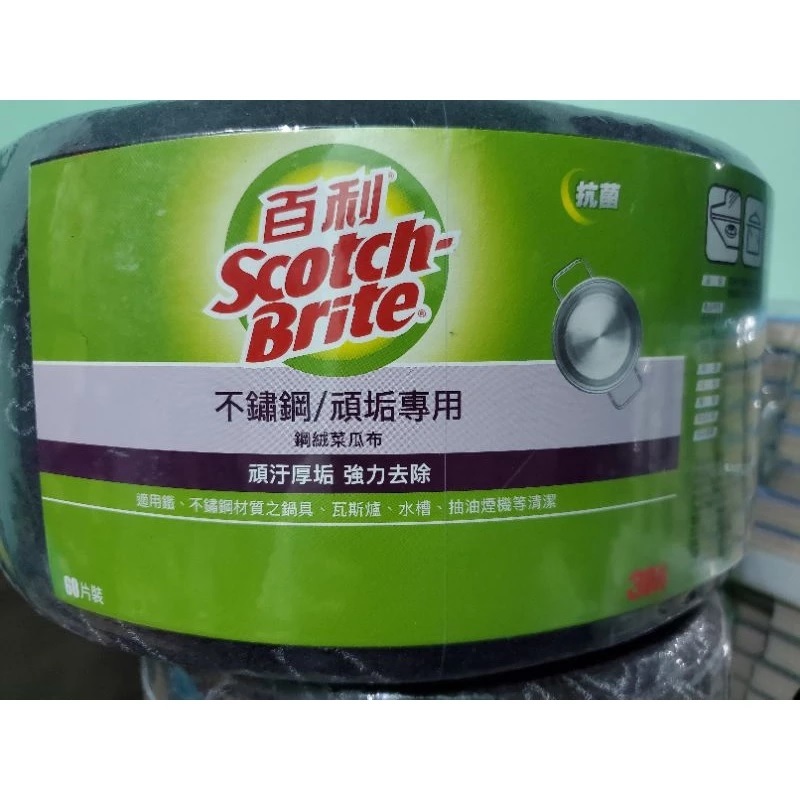 百利®
Scotch-
Brite®
抗菌
不鏽鋼/頑垢專用
鋼絨菜瓜布
頑汙厚垢 強力去除
適用鐵、不鏽鋼材質之鍋具、瓦斯爐、水槽、抽油煙機等清潔
60片裝
3M